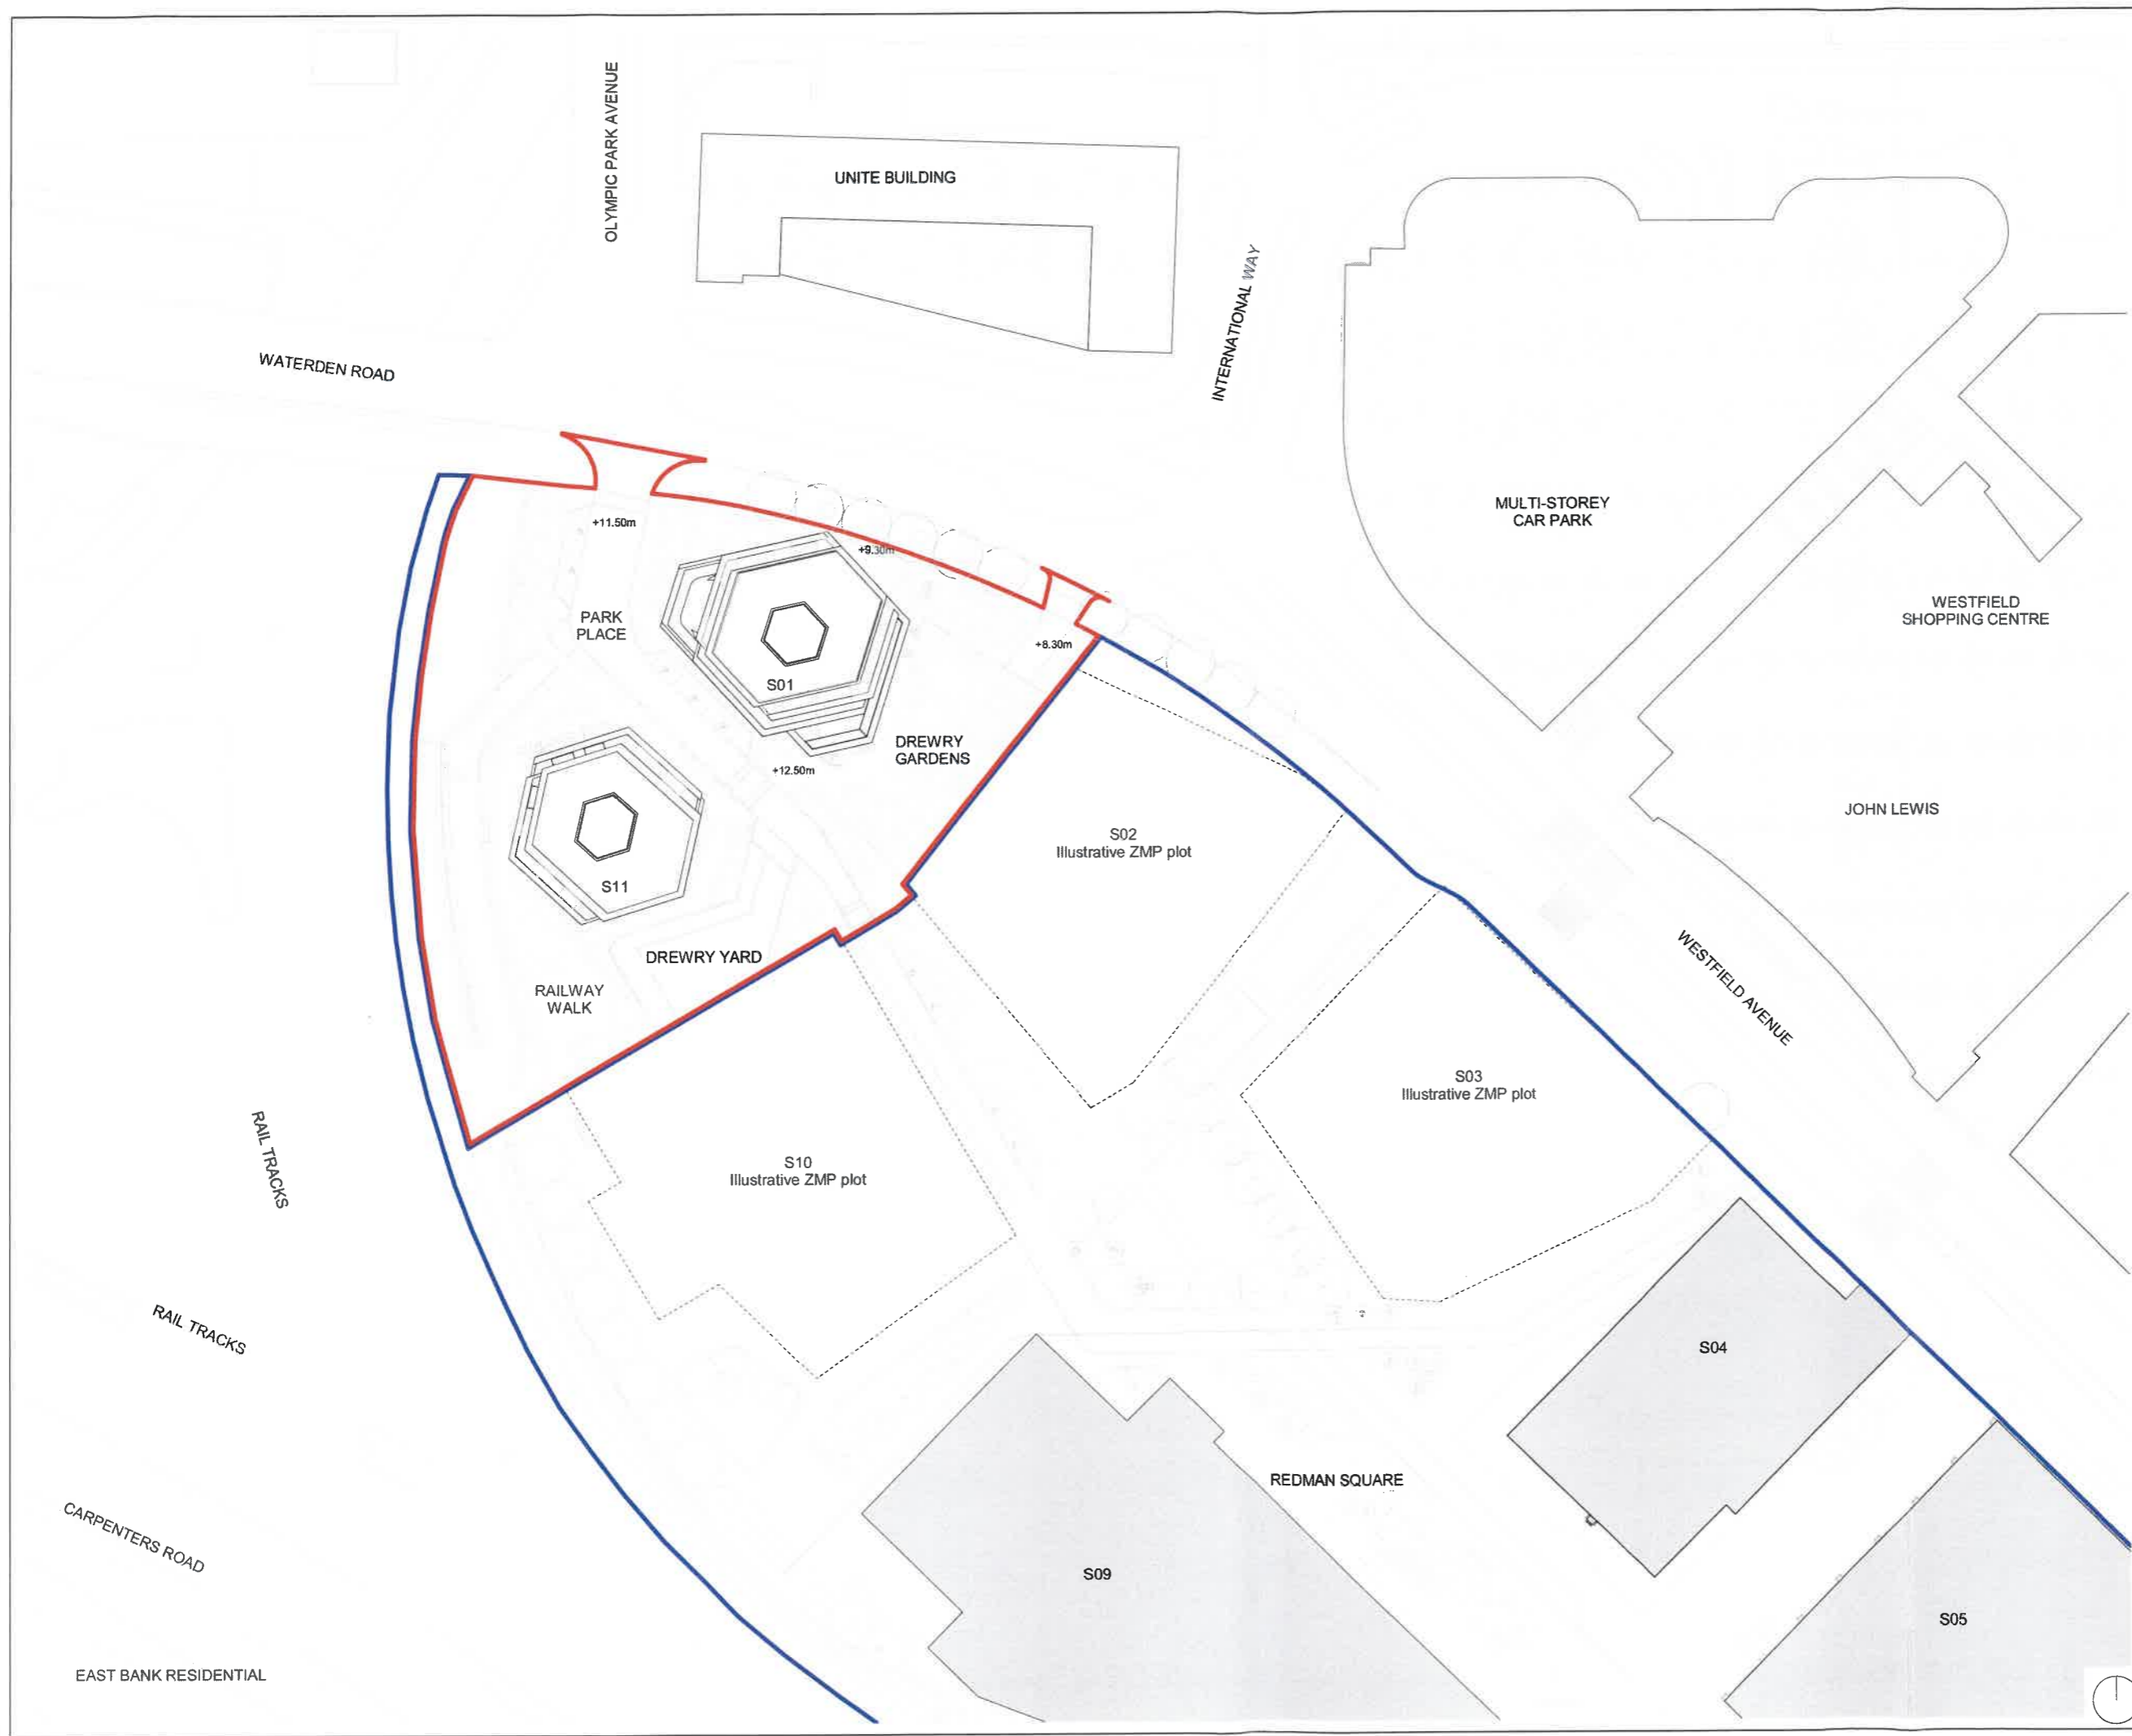 OLYMPIC PARK AVENUE
UNITE BUILDING
INTERNATIONAL WAY
WATERDEN ROAD
MULTI-STOREY
CAR PARK
+11.50m
+9.30m
WESTFIELD
SHOPPING CENTRE
PARK
PLACE
+8.30m
S01
DREWRY
GARDENS
+12.50m
JOHN LEWIS
S02
Illustrative ZMP plot
S11
DREWRY YARD
WESTFIELD AVENUE
RAILWAY
WALK
S03
Illustrative ZMP plot
RAIL TRACKS
S10
Illustrative ZMP plot
RAIL TRACKS
S04
REDMAN SQUARE
CARPENTERS ROAD
S09
S05
EAST BANK RESIDENTIAL